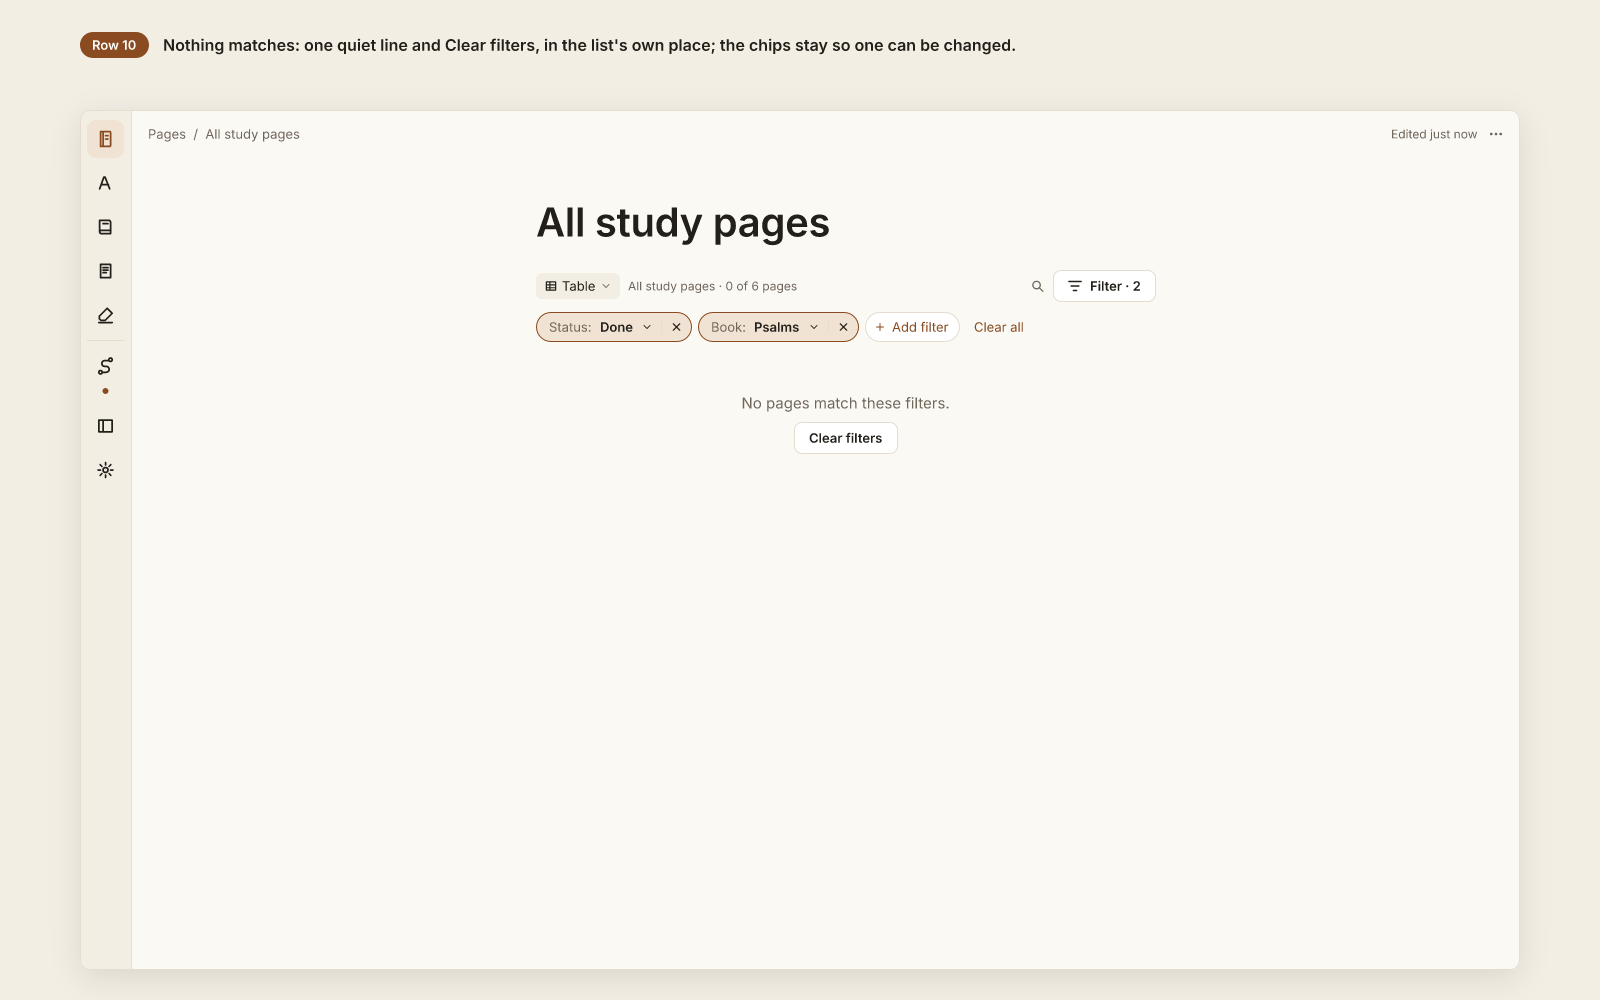 Row 10 Nothing matches: one quiet line and Clear filters, in the list's own place; the chips stay so one can be changed.
Pages / All study pages Edited just now
All study pages
Table All study pages · 0 of 6 pages Filter · 2
Status: Done Book: Psalms + Add filter Clear all
No pages match these filters.
Clear filters